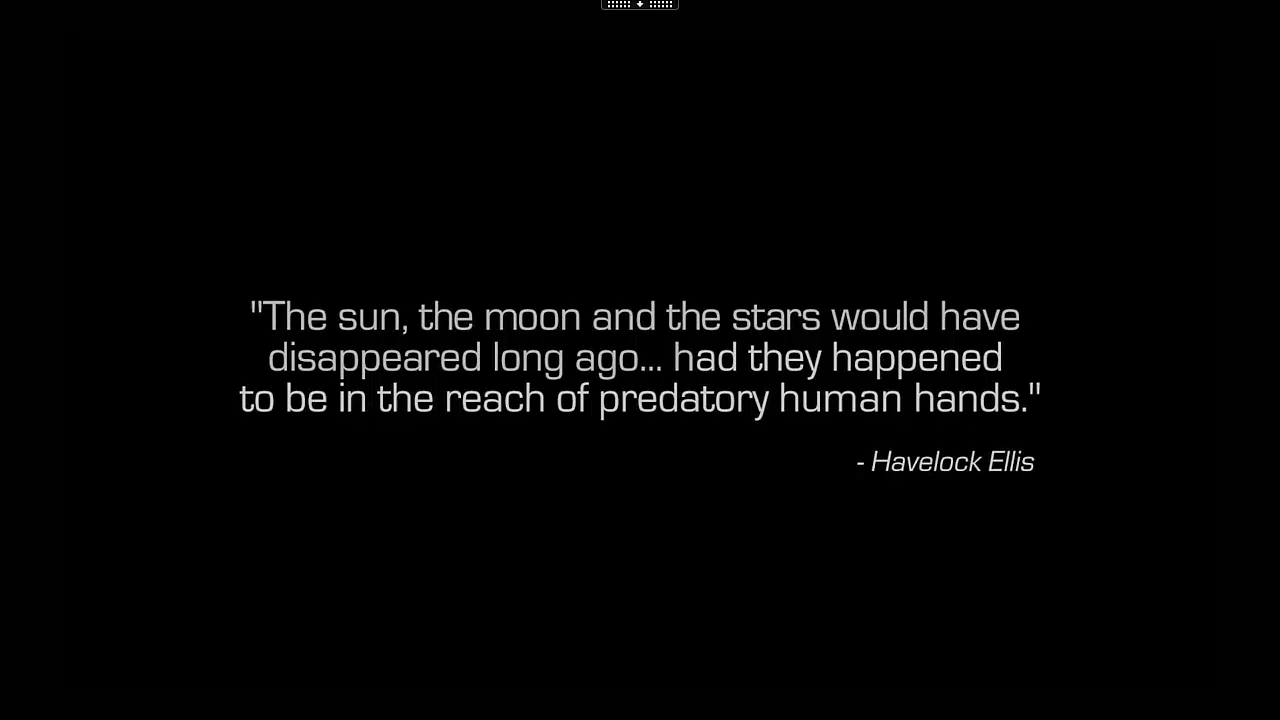 "The sun, the moon and the stars would have
disappeared long ago... had they happened
to be in the reach of predatory human hands."
- Havelock Ellis